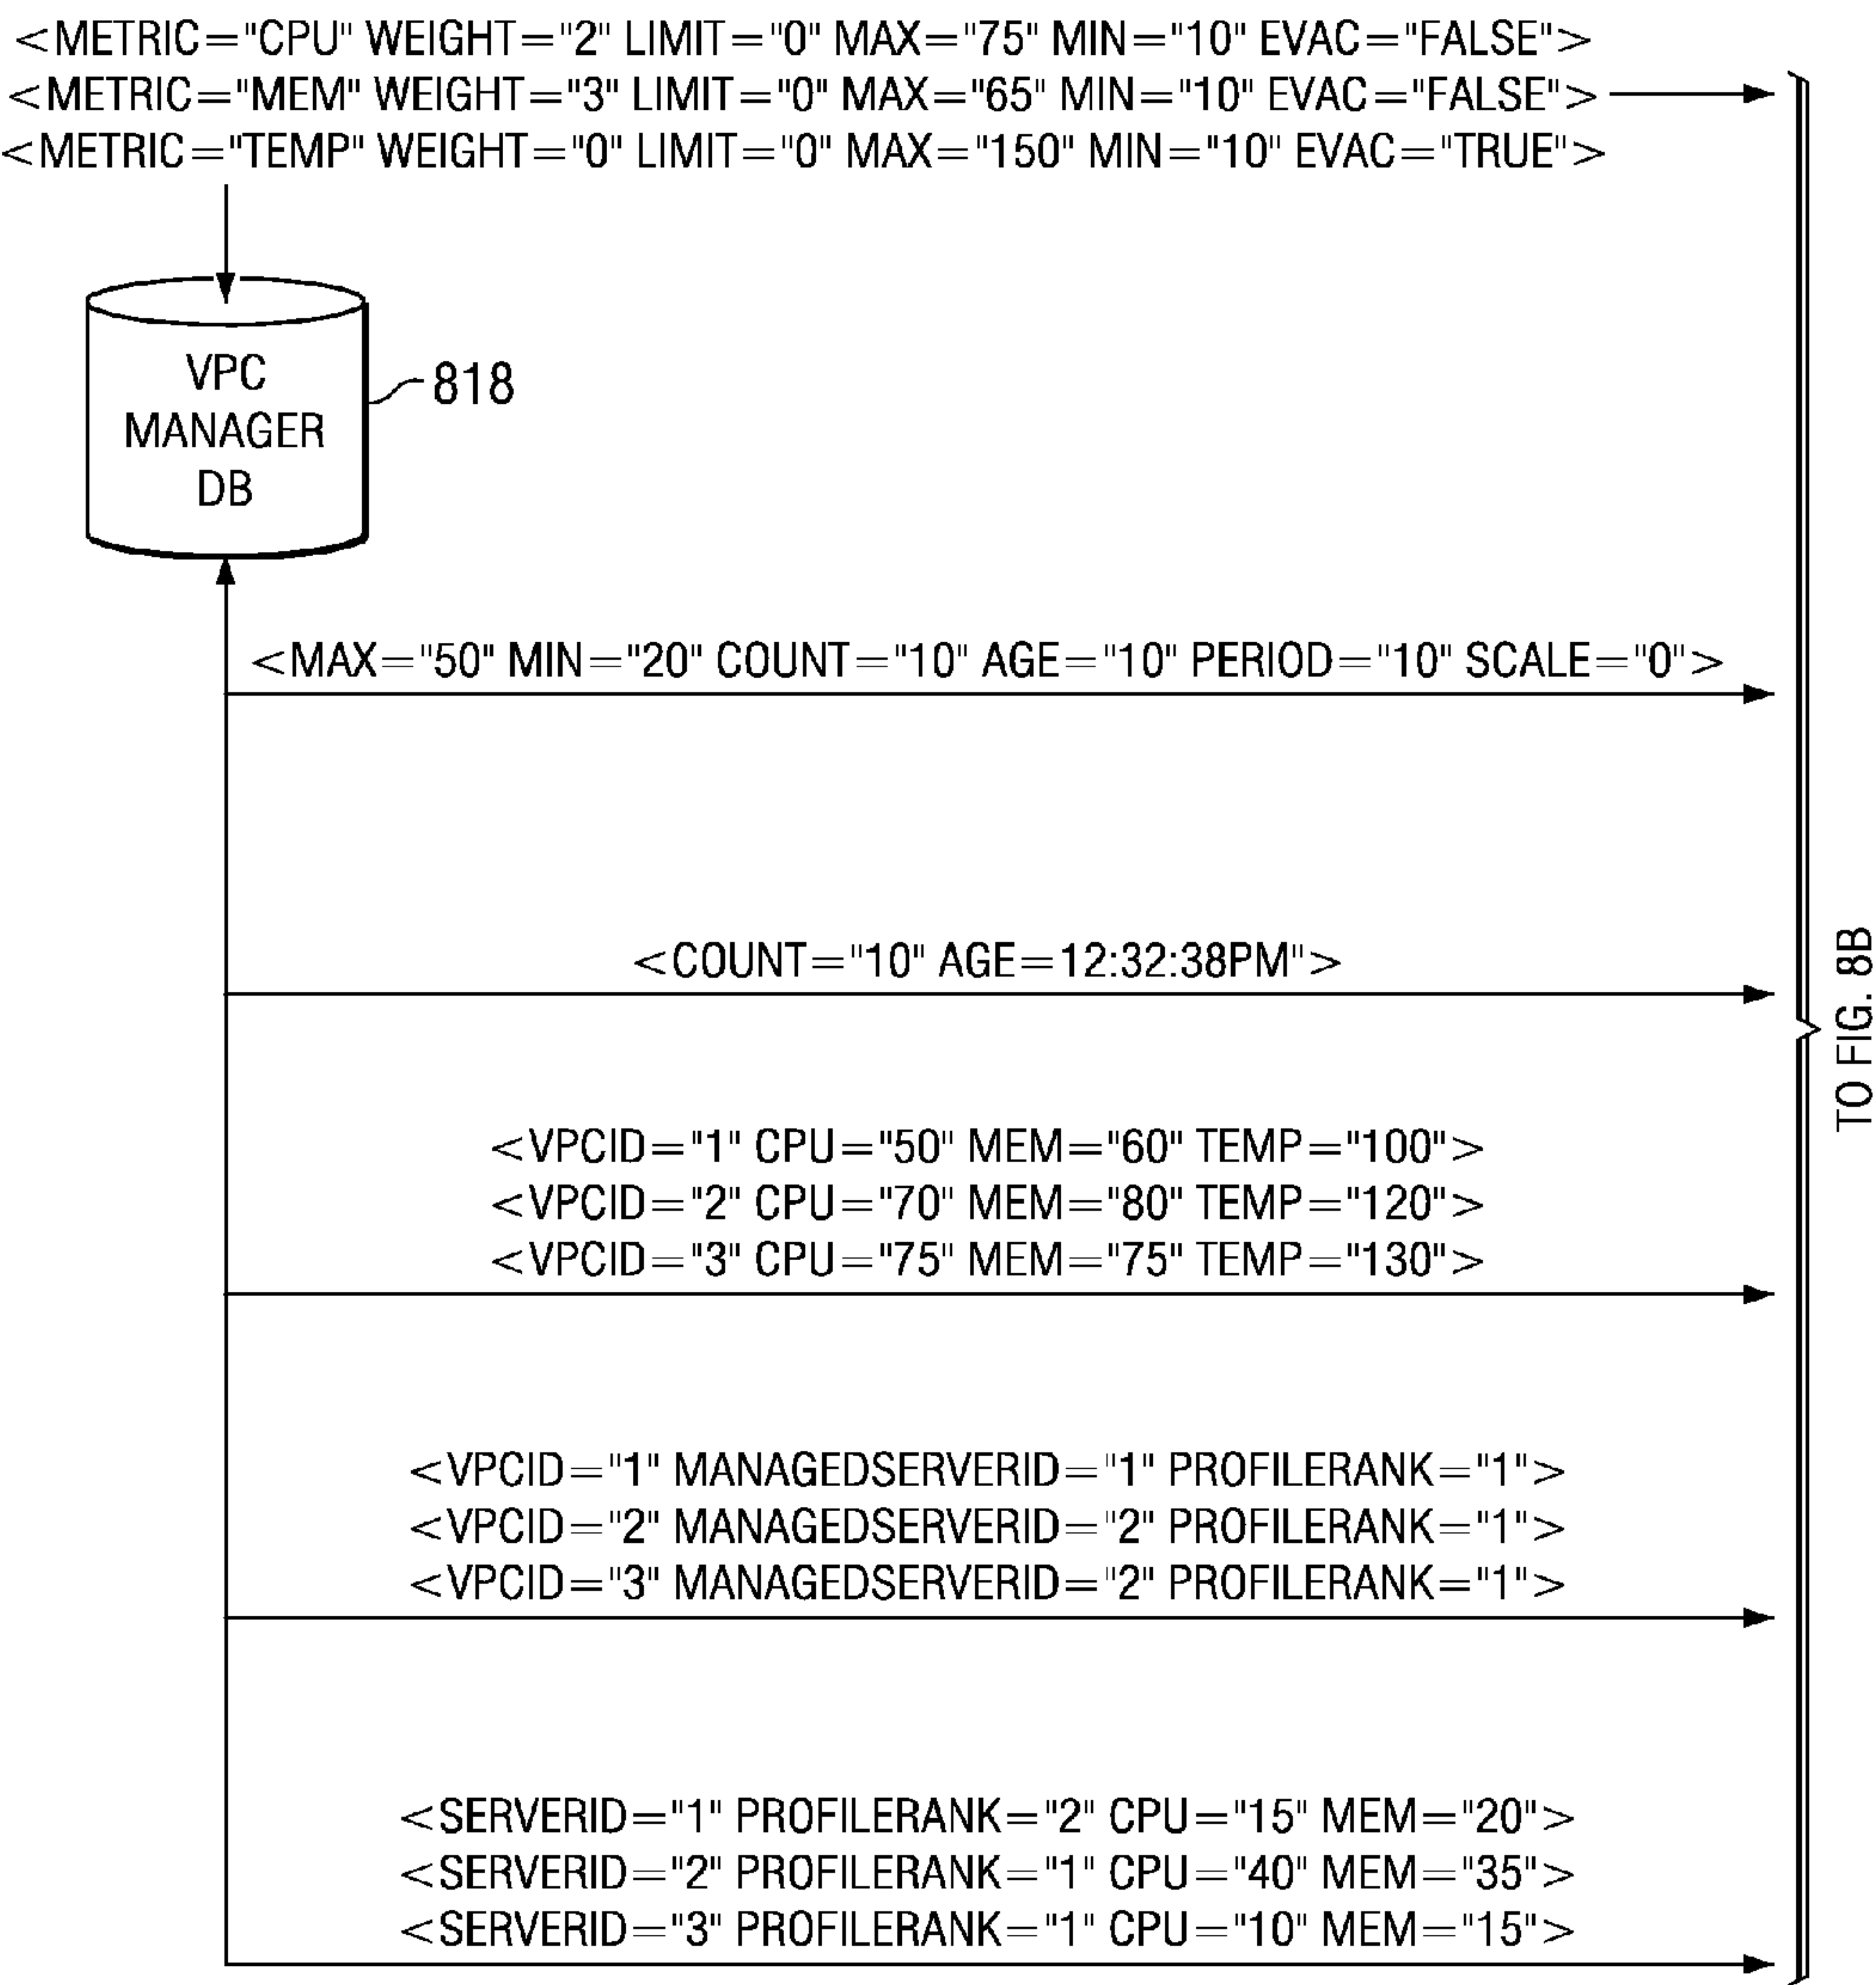 <METRIC="CPU" WEIGHT="2" LIMIT="0" MAX="75" MIN="10" EVAC="FALSE">
<METRIC="MEM" WEIGHT="3" LIMIT="0" MAX="65" MIN="10" EVAC="FALSE">
<METRIC="TEMP" WEIGHT="0" LIMIT="0" MAX="150" MIN="10" EVAC="TRUE">
VPC
MANAGER
DB
818
<MAX="50" MIN="20" COUNT="10" AGE="10" PERIOD="10" SCALE="0">
<COUNT="10" AGE=12:32:38PM">
TO FIG. 8B
<VPCID="1" CPU="50" MEM="60" TEMP="100">
<VPCID="2" CPU="70" MEM="80" TEMP="120">
<VPCID="3" CPU="75" MEM="75" TEMP="130">
<VPCID="1" MANAGEDSERVERID="1" PROFILERANK="1">
<VPCID="2" MANAGEDSERVERID="2" PROFILERANK="1">
<VPCID="3" MANAGEDSERVERID="2" PROFILERANK="1">
<SERVERID="1" PROFILERANK="2" CPU="15" MEM="20">
<SERVERID="2" PROFILERANK="1" CPU="40" MEM="35">
<SERVERID="3" PROFILERANK="1" CPU="10" MEM="15">